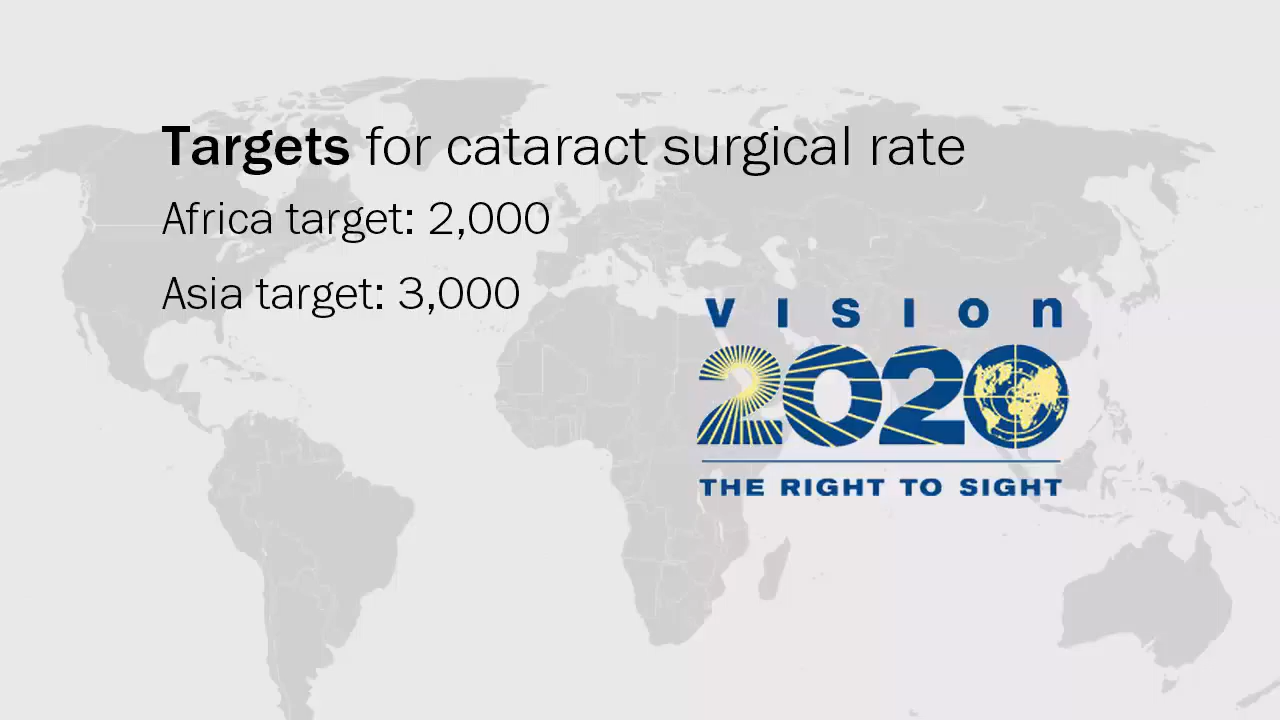 Targets for cataract surgical rate
Africa target: 2,000
Asia target: 3,000
vision
2020
THE RIGHT TO SIGHT